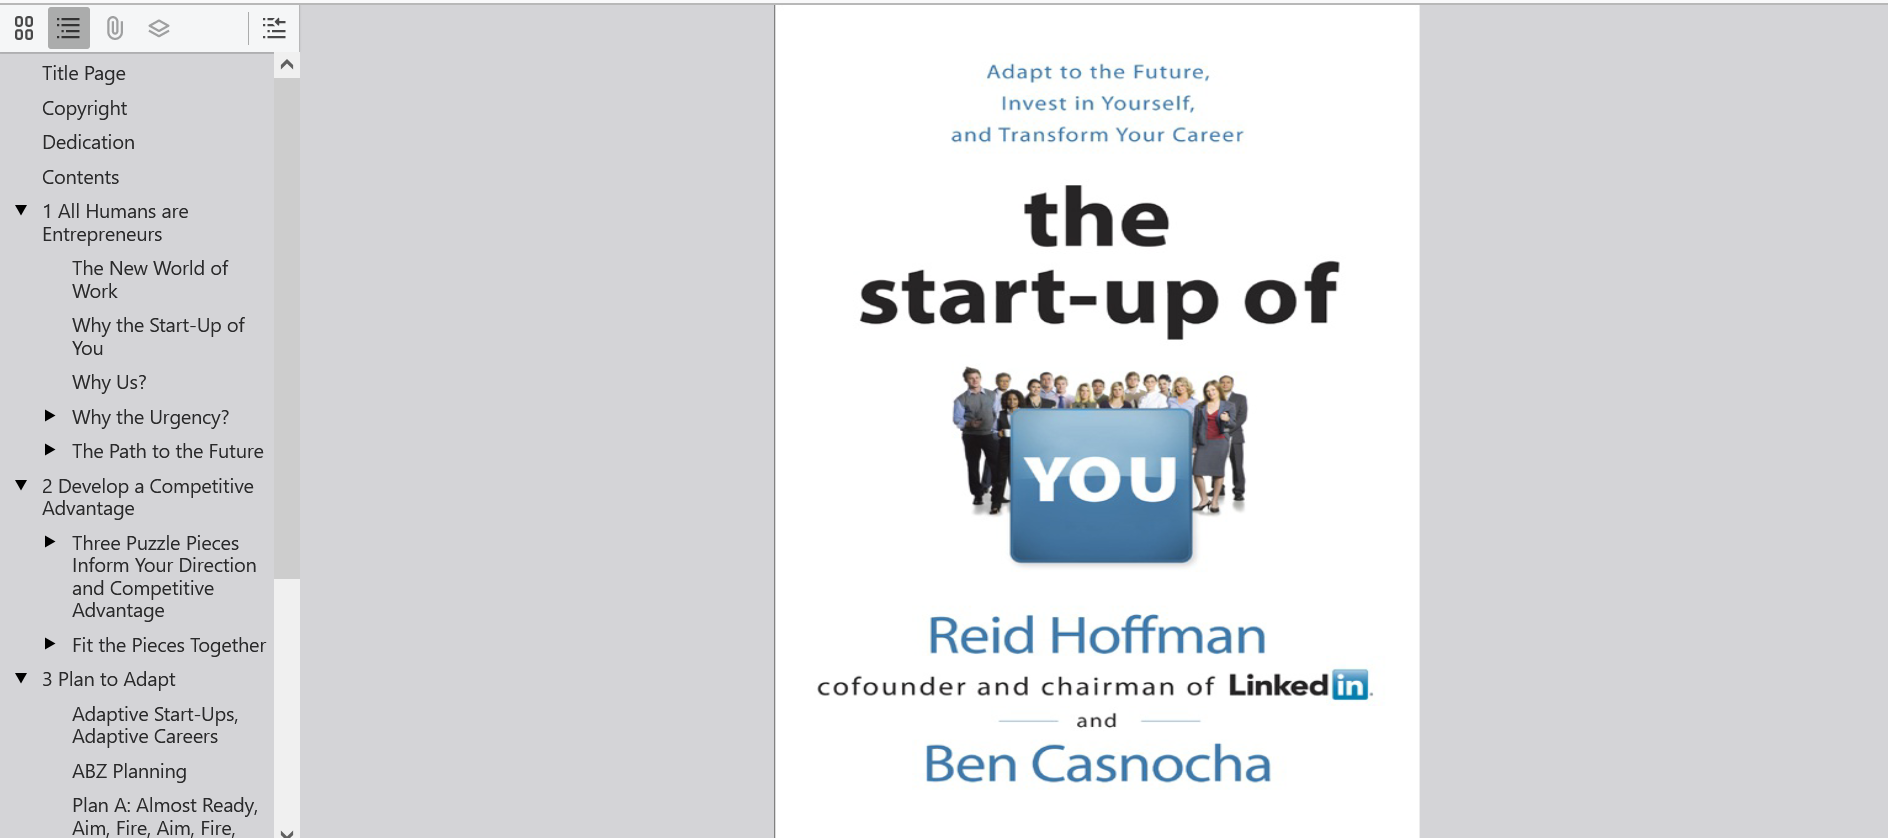 Title Page
Copyright
Dedication
Contents
1 All Humans are
Entrepreneurs
The New World of
Work
Why the Start-Up of
You
Why Us?
Why the Urgency?
The Path to the Future
2 Develop a Competitive
Advantage
Three Puzzle Pieces
Inform Your Direction
and Competitive
Advantage
Fit the Pieces Together
3 Plan to Adapt
Adaptive Start-Ups,
Adaptive Careers
ABZ Planning
Plan A: Almost Ready,
Aim, Fire, Aim, Fire,
Adapt to the Future,
Invest in Yourself,
and Transform Your Career
the
start-up of
YOU
Reid Hoffman
cofounder and chairman of Linkedin.
and
Ben Casnocha